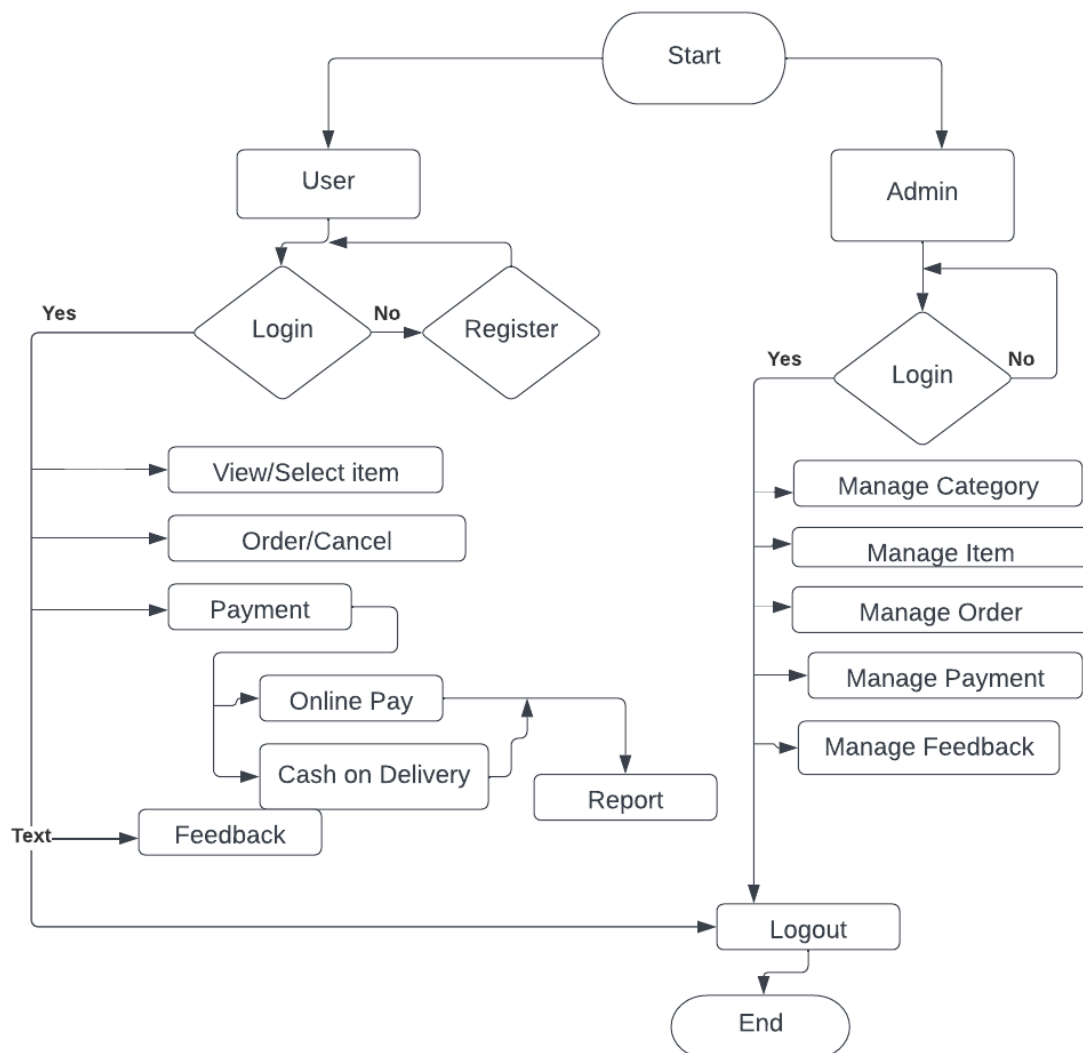 Start
User
Admin
Yes
Login
No
Register
Yes
Login
No
View/Select item
Order/Cancel
Payment
Online Pay
Cash on Delivery
Report
Text
Feedback
Manage Category
Manage Item
Manage Order
Manage Payment
Manage Feedback
Logout
End